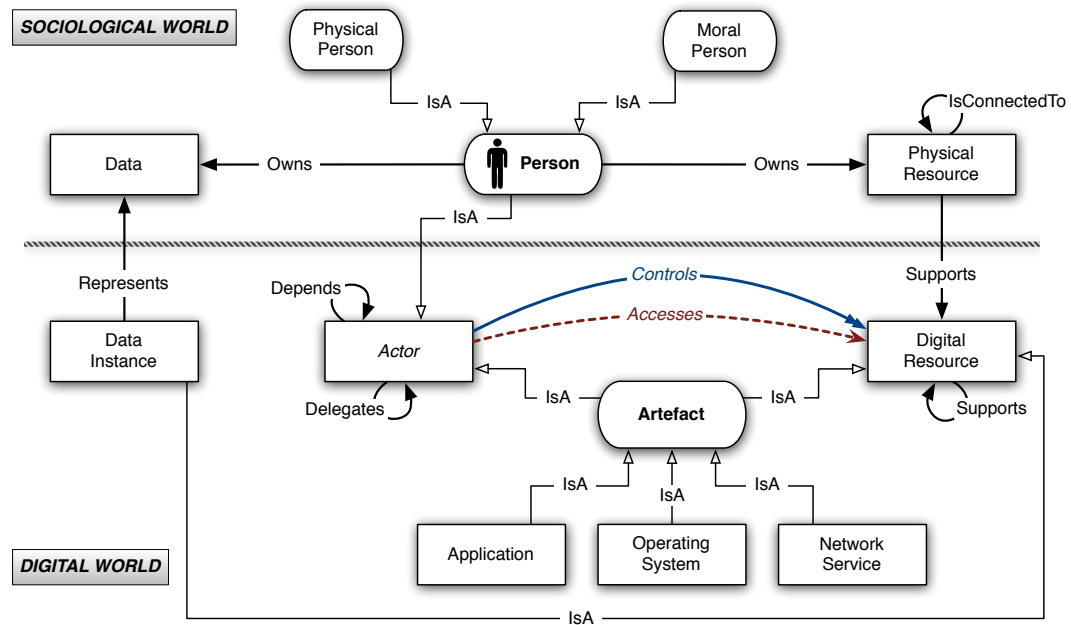 SOCIOLOGICAL WORLD
Physical
Person
Moral
Person
IsA
IsA
IsConnectedTo
Data
Owns
Person
Owns
Physical
Resource
IsA
Represents
Depends
Controls
Supports
Accesses
Data
Instance
Actor
Digital
Resource
Delegates
IsA
Artefact
IsA
Supports
IsA
IsA
IsA
Application
Operating
System
Network
Service
DIGITAL WORLD
IsA